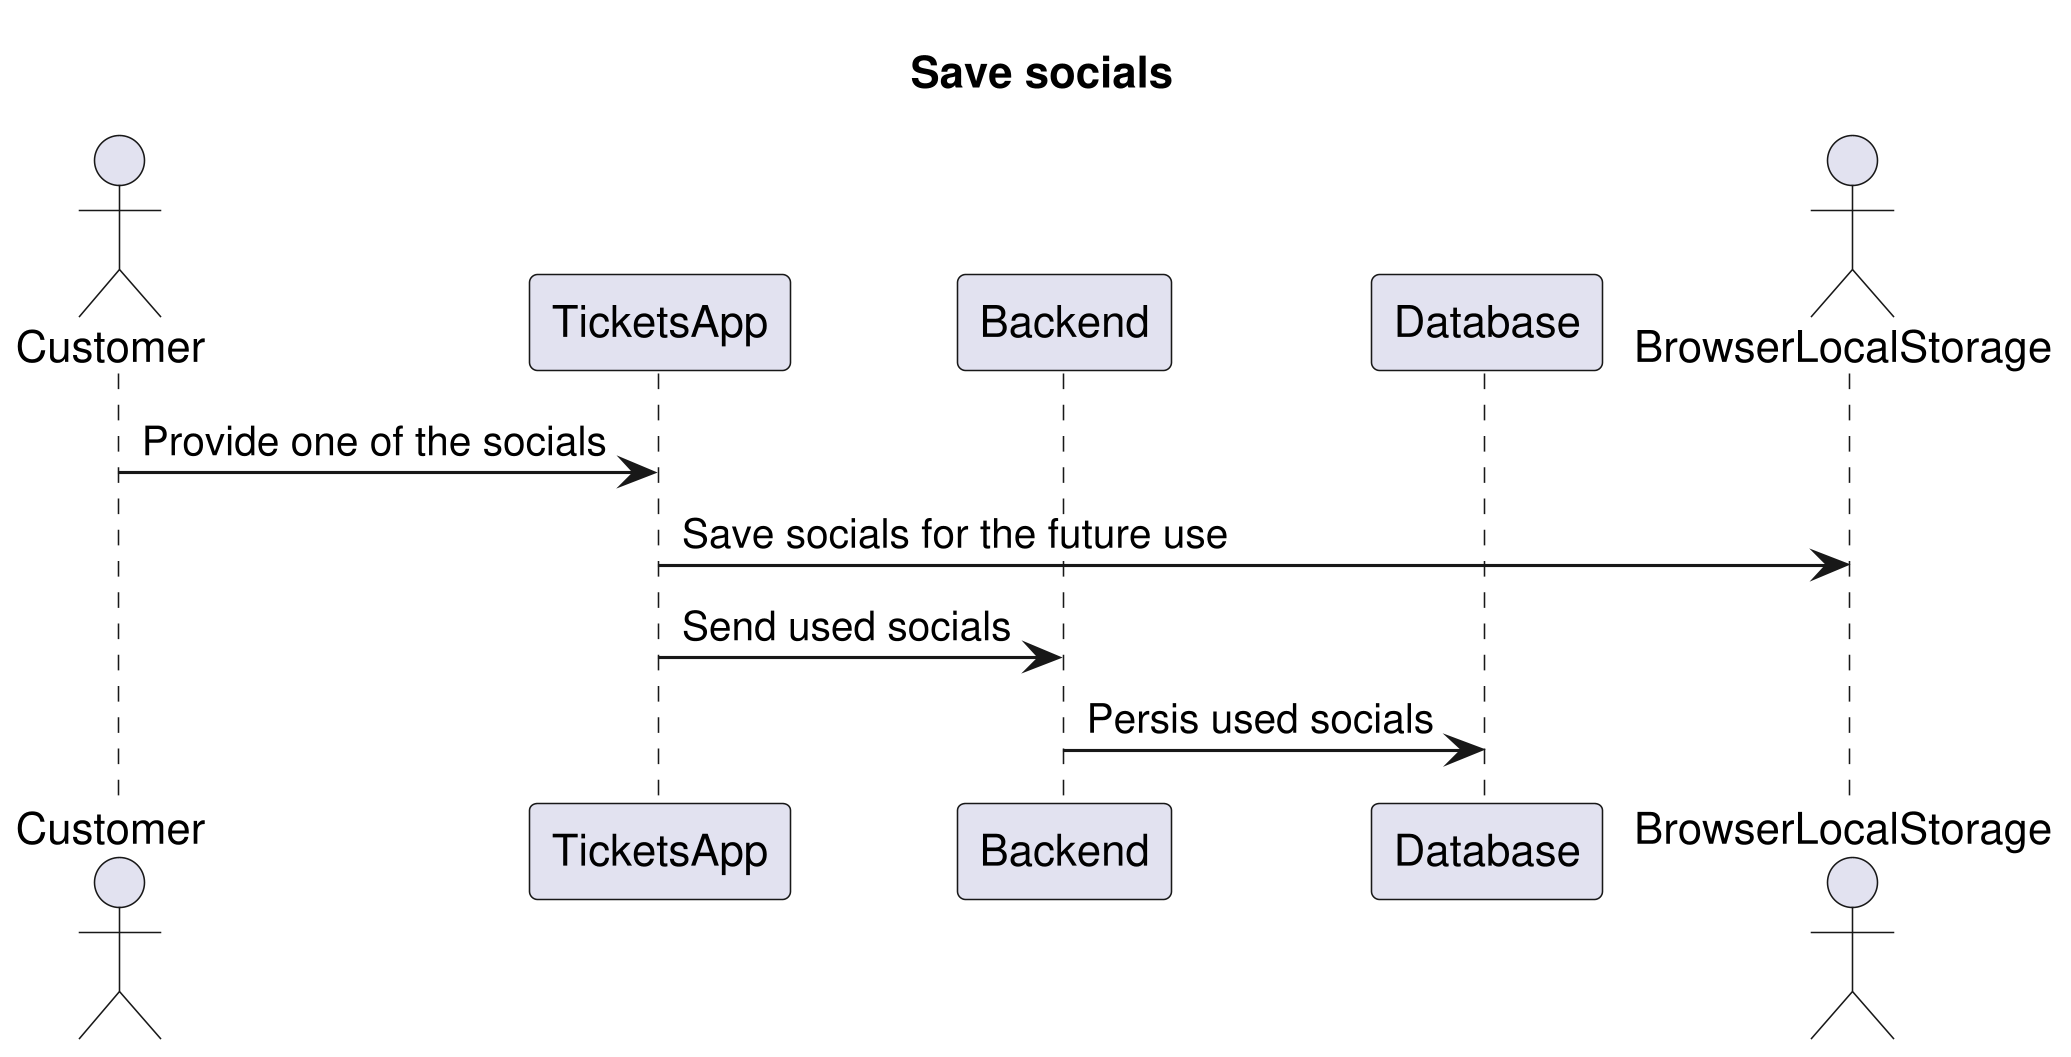 Save socials
Customer
TicketsApp
Backend
Database
BrowserLocalStorage
Provide one of the socials
Save socials for the future use
Send used socials
Persis used socials
Customer
TicketsApp
Backend
Database
BrowserLocalStorage